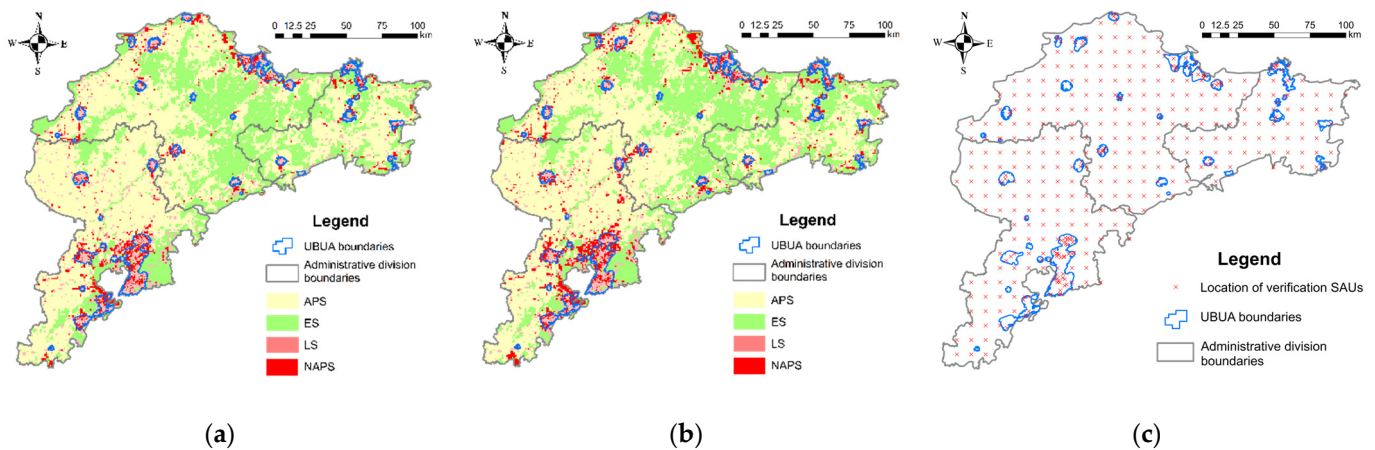 N
W E
S
0 12.5 25 50 75 100
km
Legend
UBUA boundaries
Administrative division
boundaries
APS
ES
LS
NAPS
(a)
N
W E
S
0 12.5 25 50 75 100
km
Legend
UBUA boundaries
Administrative division
boundaries
APS
ES
LS
NAPS
(b)
N
W E
S
0 12.5 25 50 75 100
km
Legend
Location of verification SAUs
UBUA boundaries
Administrative division
boundaries
(c)